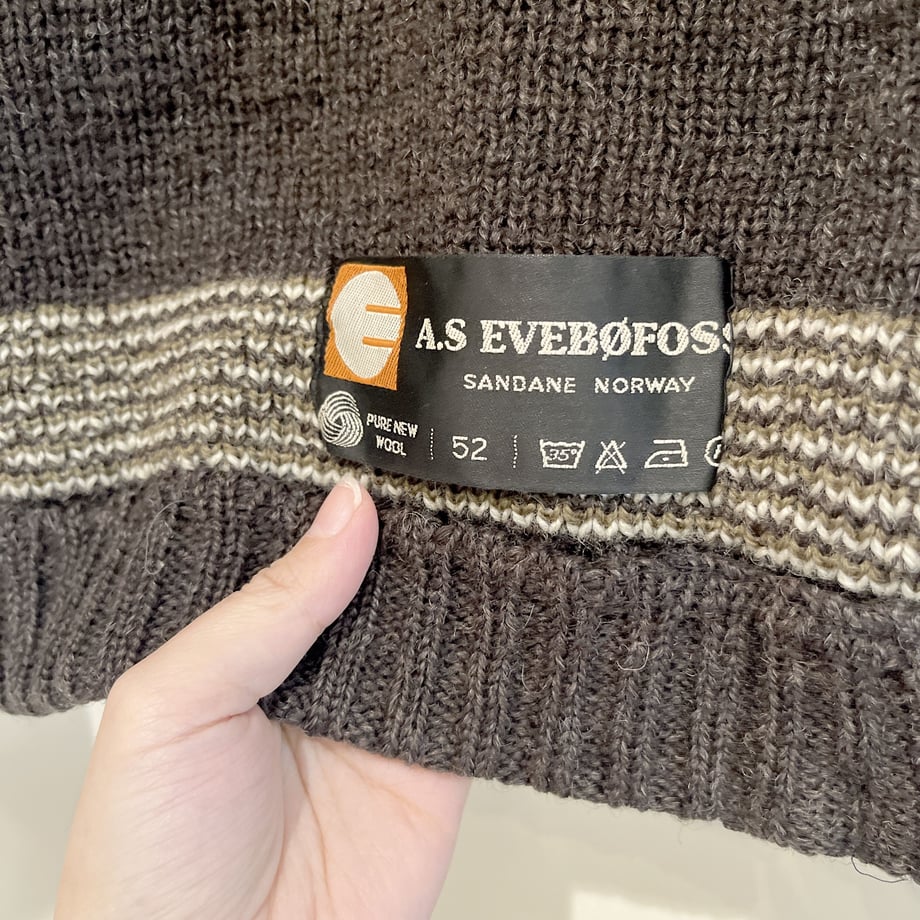 A.S EVEBØFOSS
SANDANE NORWAY
PURE NEW
WOOL
52
35°